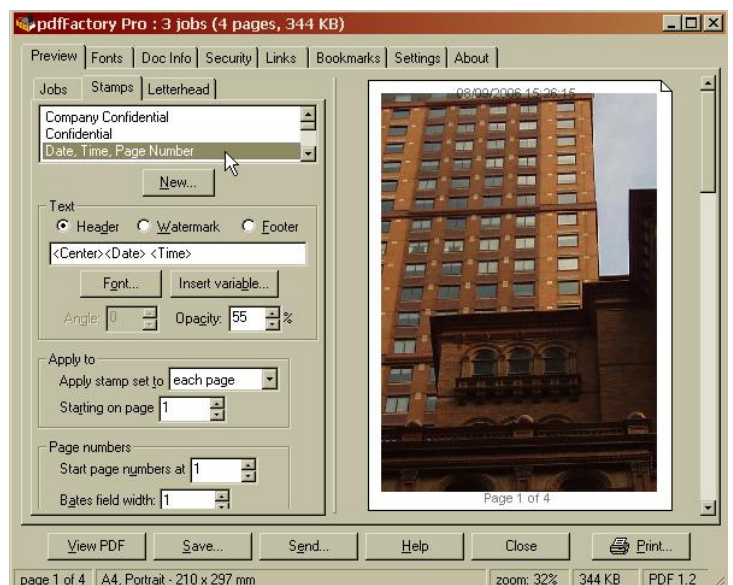 pdfFactory Pro : 3 jobs (4 pages, 344 KB)
Preview Fonts Doc Info Security Links Bookmarks Settings About
Jobs Stamps Letterhead
Company Confidential
Confidential
Date, Time, Page Number
New...
Text
Header Watermark Footer
<Center><Date> <Time>
Font... Insert variable...
Angle: 0 Opacity: 55 %
Apply to
Apply stamp set to each page
Starting on page 1
Page numbers
Start page numbers at 1
Bates field width: 1
08/09/2006 15:26:15
Page 1 of 4
View PDF Save... Send... Help Close Print...
page 1 of 4 A4, Portrait - 210 x 297 mm zoom: 32% 344 KB PDF 1.2